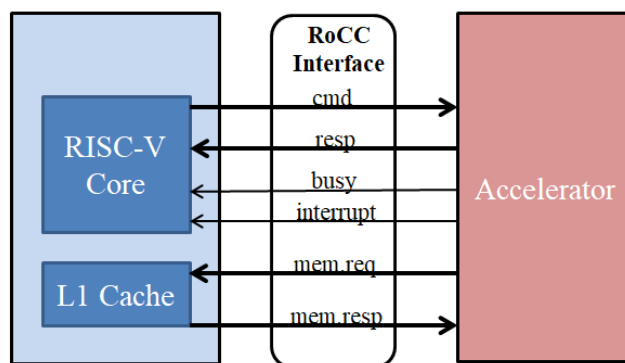 RoCC
Interface
cmd
resp
busy
interrupt
mem.req
mem.resp
RISC-V
Core
L1 Cache
Accelerator